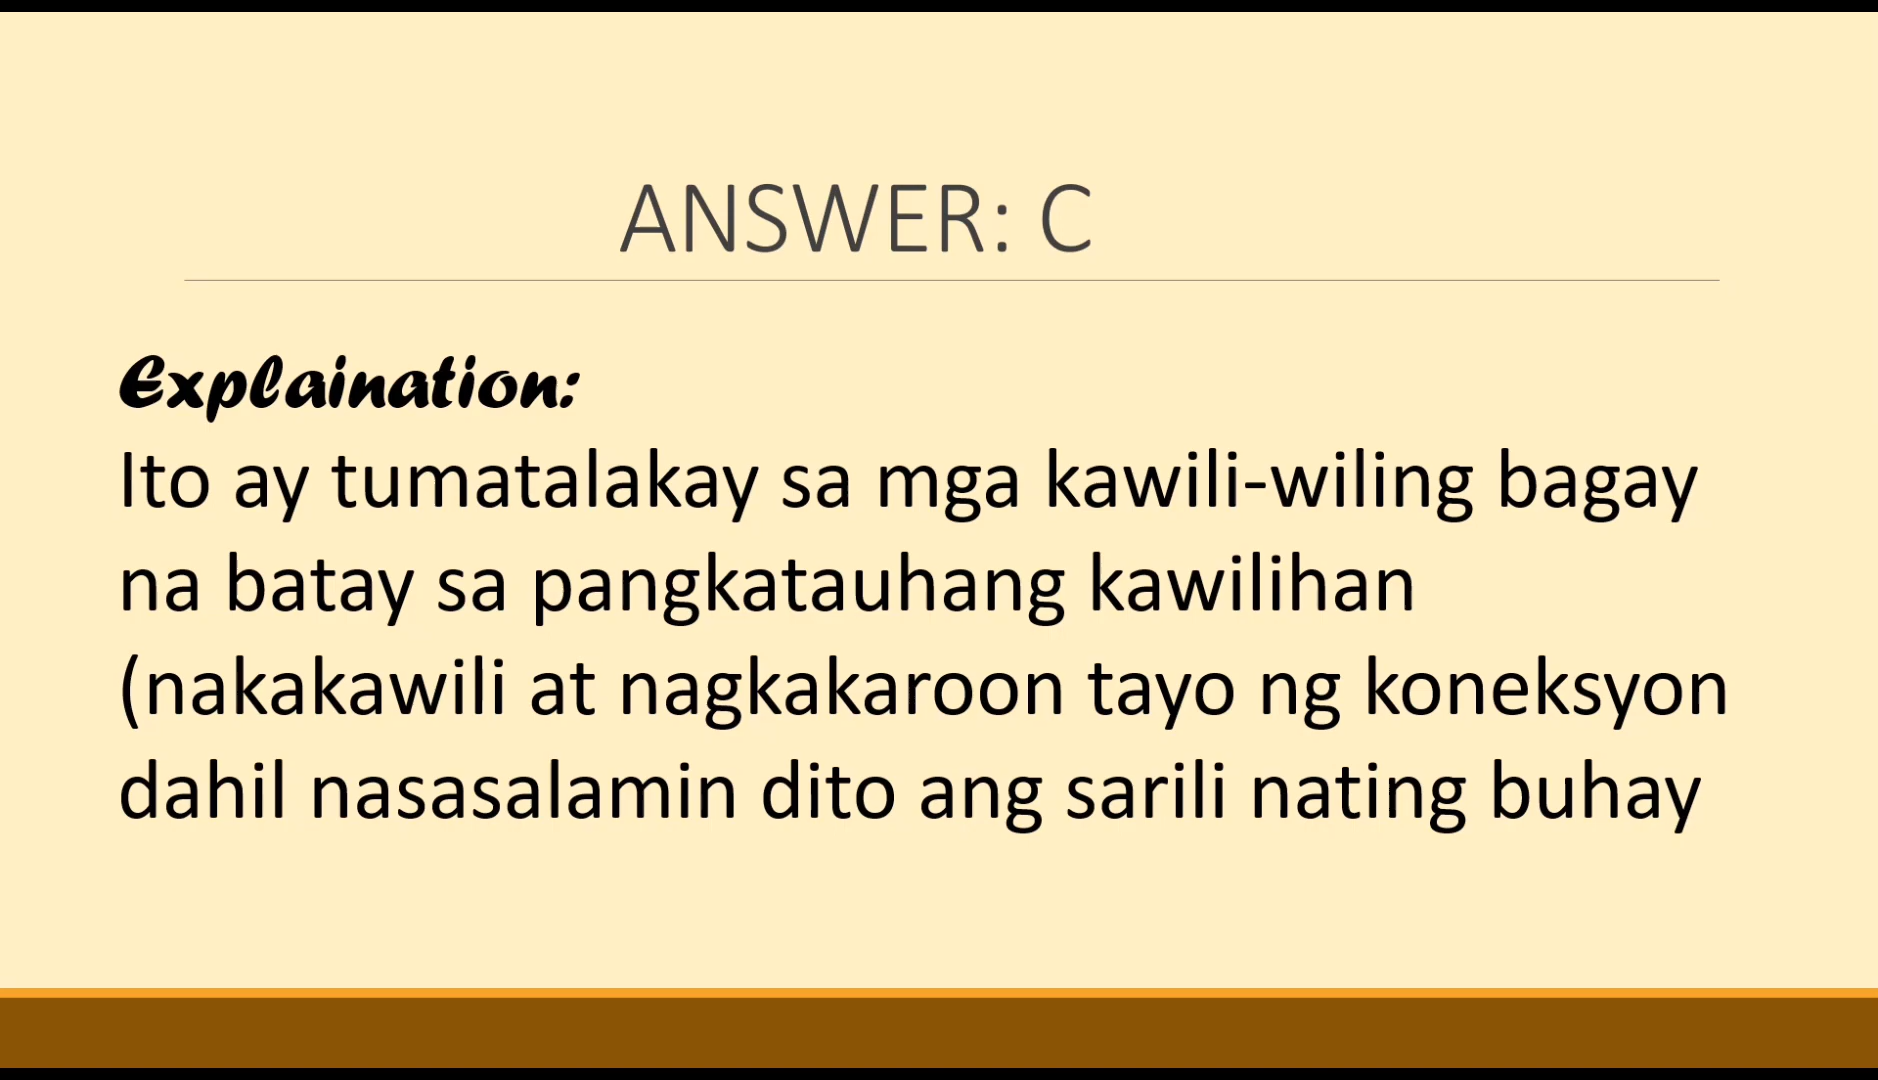 ANSWER: C
Explaination:
Ito ay tumatalakay sa mga kawili-wiling bagay
na batay sa pangkatauhang kawilihan
(nakakawili at nagkakaroon tayo ng koneksyon
dahil nasasalamin dito ang sarili nating buhay